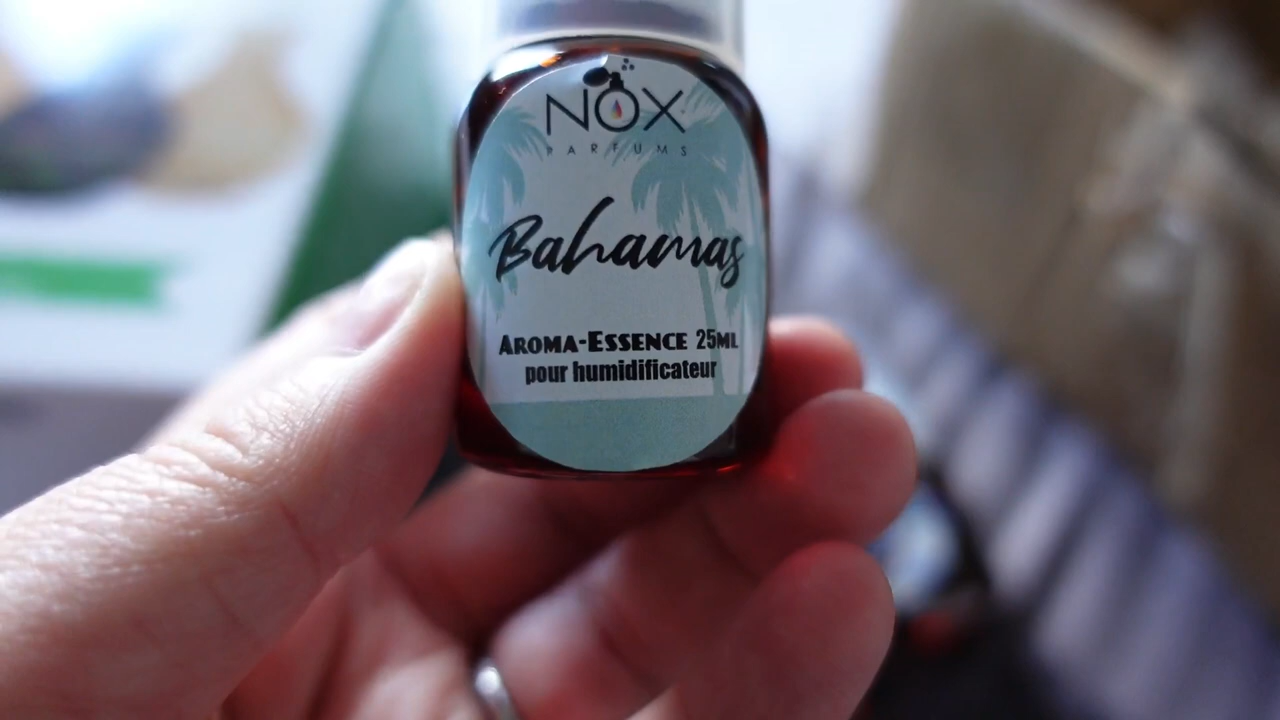 NOX
PARFUMS
Bahamas
AROMA-ESSENCE 25ML
pour humidificateur